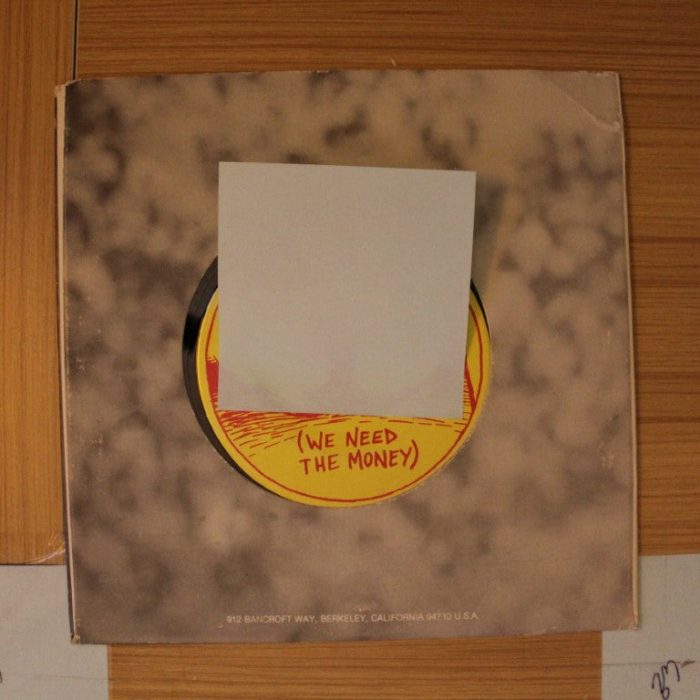 (WE NEED
THE MONEY)
912 BANCROFT WAY, BERKELEY, CALIFORNIA 94710 U.S.A.